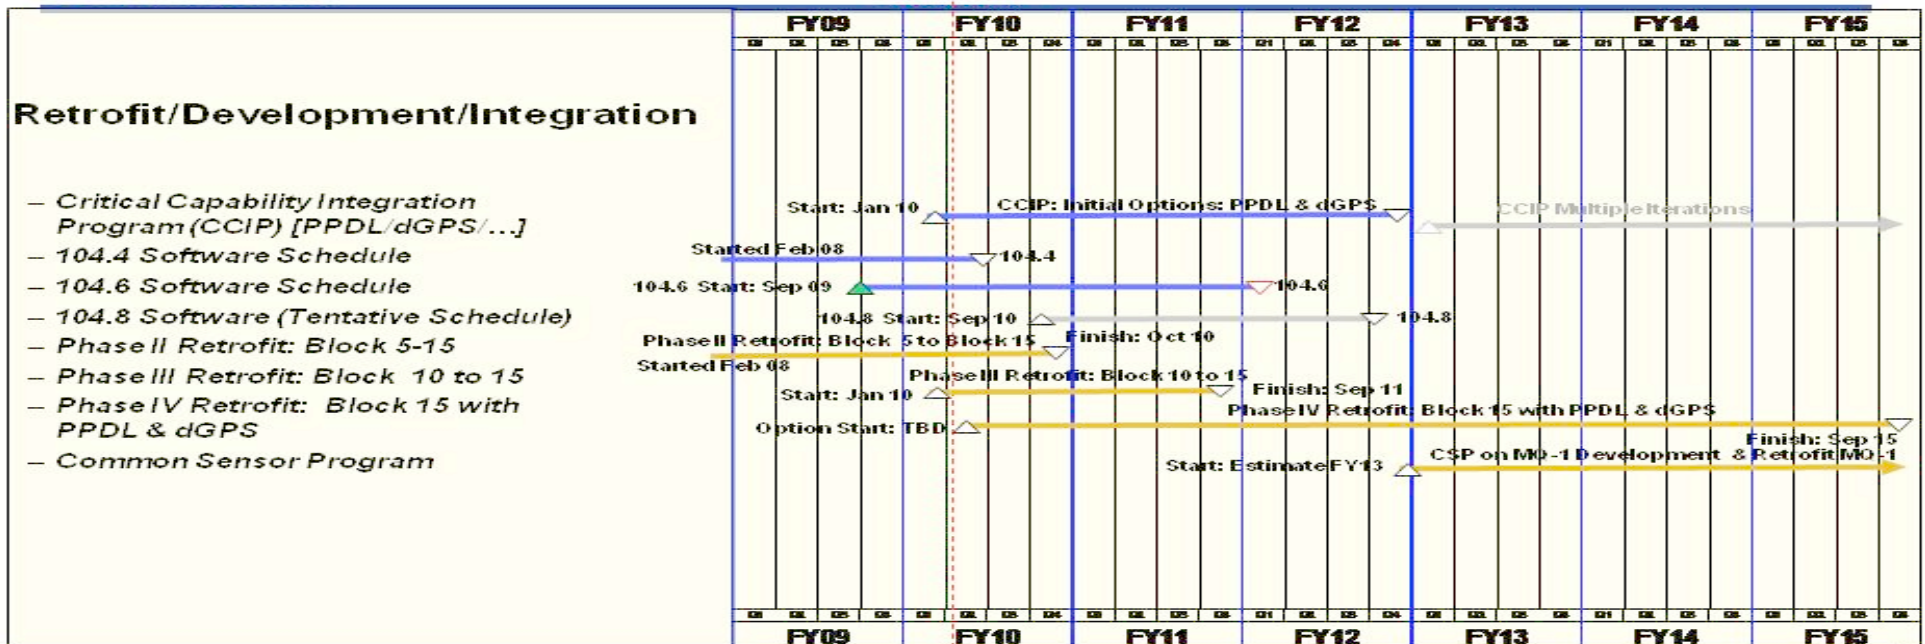 FY09 FY10 FY11 FY12 FY13 FY14 FY15
Retrofit/Development/Integration
– Critical Capability Integration
Program (CCIP) [PPDL/dGPS/...]
– 104.4 Software Schedule
– 104.6 Software Schedule
– 104.8 Software (Tentative Schedule)
– Phase II Retrofit: Block 5-15
– Phase III Retrofit: Block 10 to 15
– Phase IV Retrofit: Block 15 with
PPDL & dGPS
– Common Sensor Program
Start: Jan 10
CCIP: Initial Options: PPDL & dGPS
CCIP Multiple Iterations
Started Feb 08
104.4
104.6 Start: Sep 09
104.6
104.8 Start: Sep 10
104.8
Phase II Retrofit: Block 5 to Block 15
Finish: Oct 10
Started Feb 08
Phase III Retrofit: Block 10 to 15
Start: Jan 10
Finish: Sep 11
Phase IV Retrofit: Block 15 with PPDL & dGPS
Option Start: TBD
Finish: Sep 15
CSP on MQ-1 Development & Retrofit MQ-1
Start: Estimate FY13
FY09 FY10 FY11 FY12 FY13 FY14 FY15